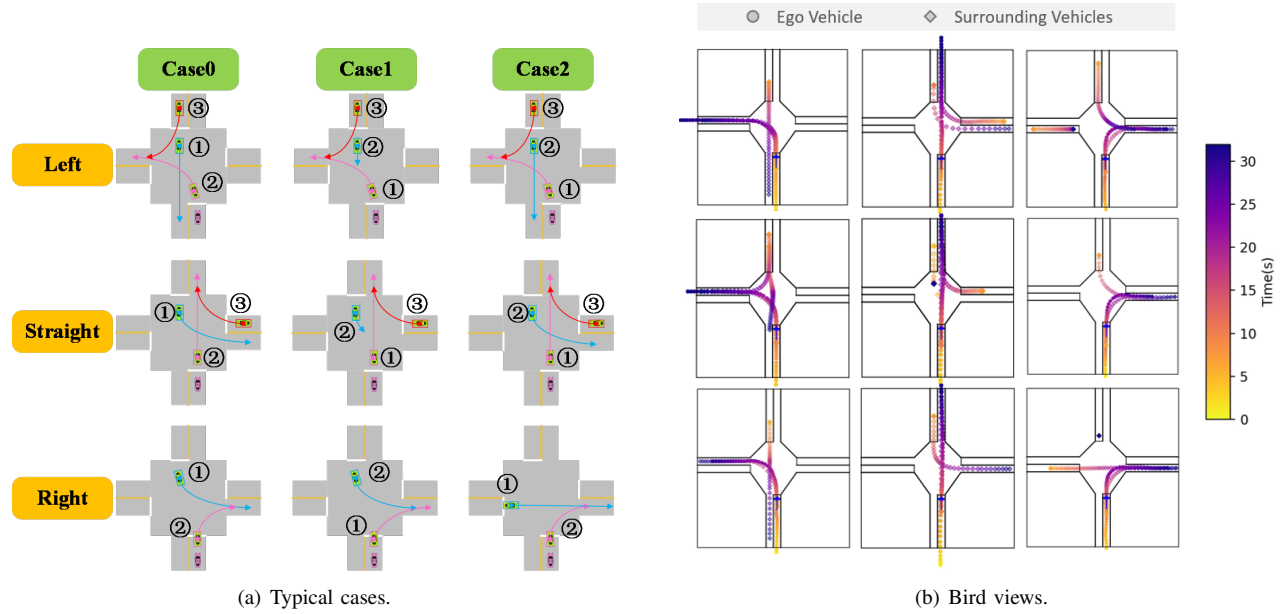 Ego Vehicle Surrounding Vehicles
Case0 Case1 Case2
Left
③ ① ②
③ ② ①
③ ② ①
Straight
① ③ ②
② ③ ①
② ③ ①
Right
① ②
② ①
① ②
30
25
20
15
10
5
0
Time(s)
(a) Typical cases.
(b) Bird views.